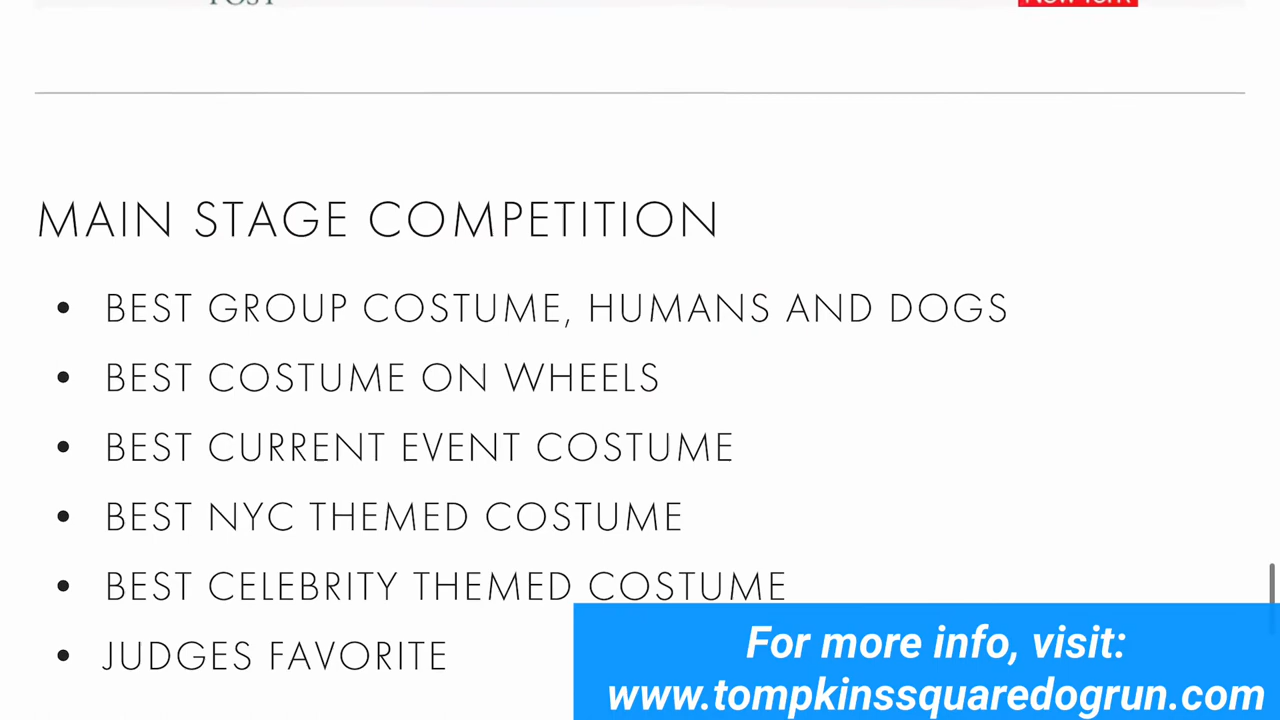 MAIN STAGE COMPETITION
• BEST GROUP COSTUME, HUMANS AND DOGS
• BEST COSTUME ON WHEELS
• BEST CURRENT EVENT COSTUME
• BEST NYC THEMED COSTUME
• BEST CELEBRITY THEMED COSTUME
• JUDGES FAVORITE
For more info, visit:
www.tompkinssquaredogrun.com